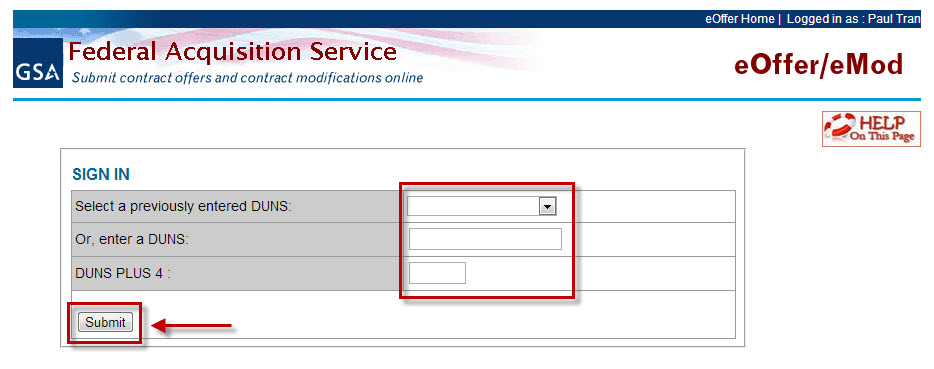 eOffer Home | Logged in as : Paul Tran
GSA
Federal Acquisition Service
Submit contract offers and contract modifications online
eOffer/eMod
HELP
On This Page
SIGN IN
Select a previously entered DUNS:
Or, enter a DUNS:
DUNS PLUS 4 :
Submit